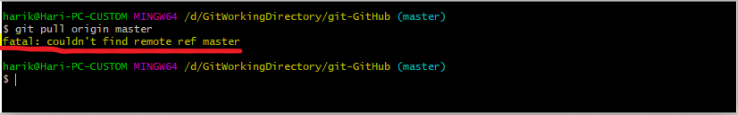 harik@Hari-PC-CUSTOM MINGW64 /d/GitWorkingDirectory/git-GitHub (master)
$ git pull origin master
fatal: couldn't find remote ref master
harik@Hari-PC-CUSTOM MINGW64 /d/GitWorkingDirectory/git-GitHub (master)
$